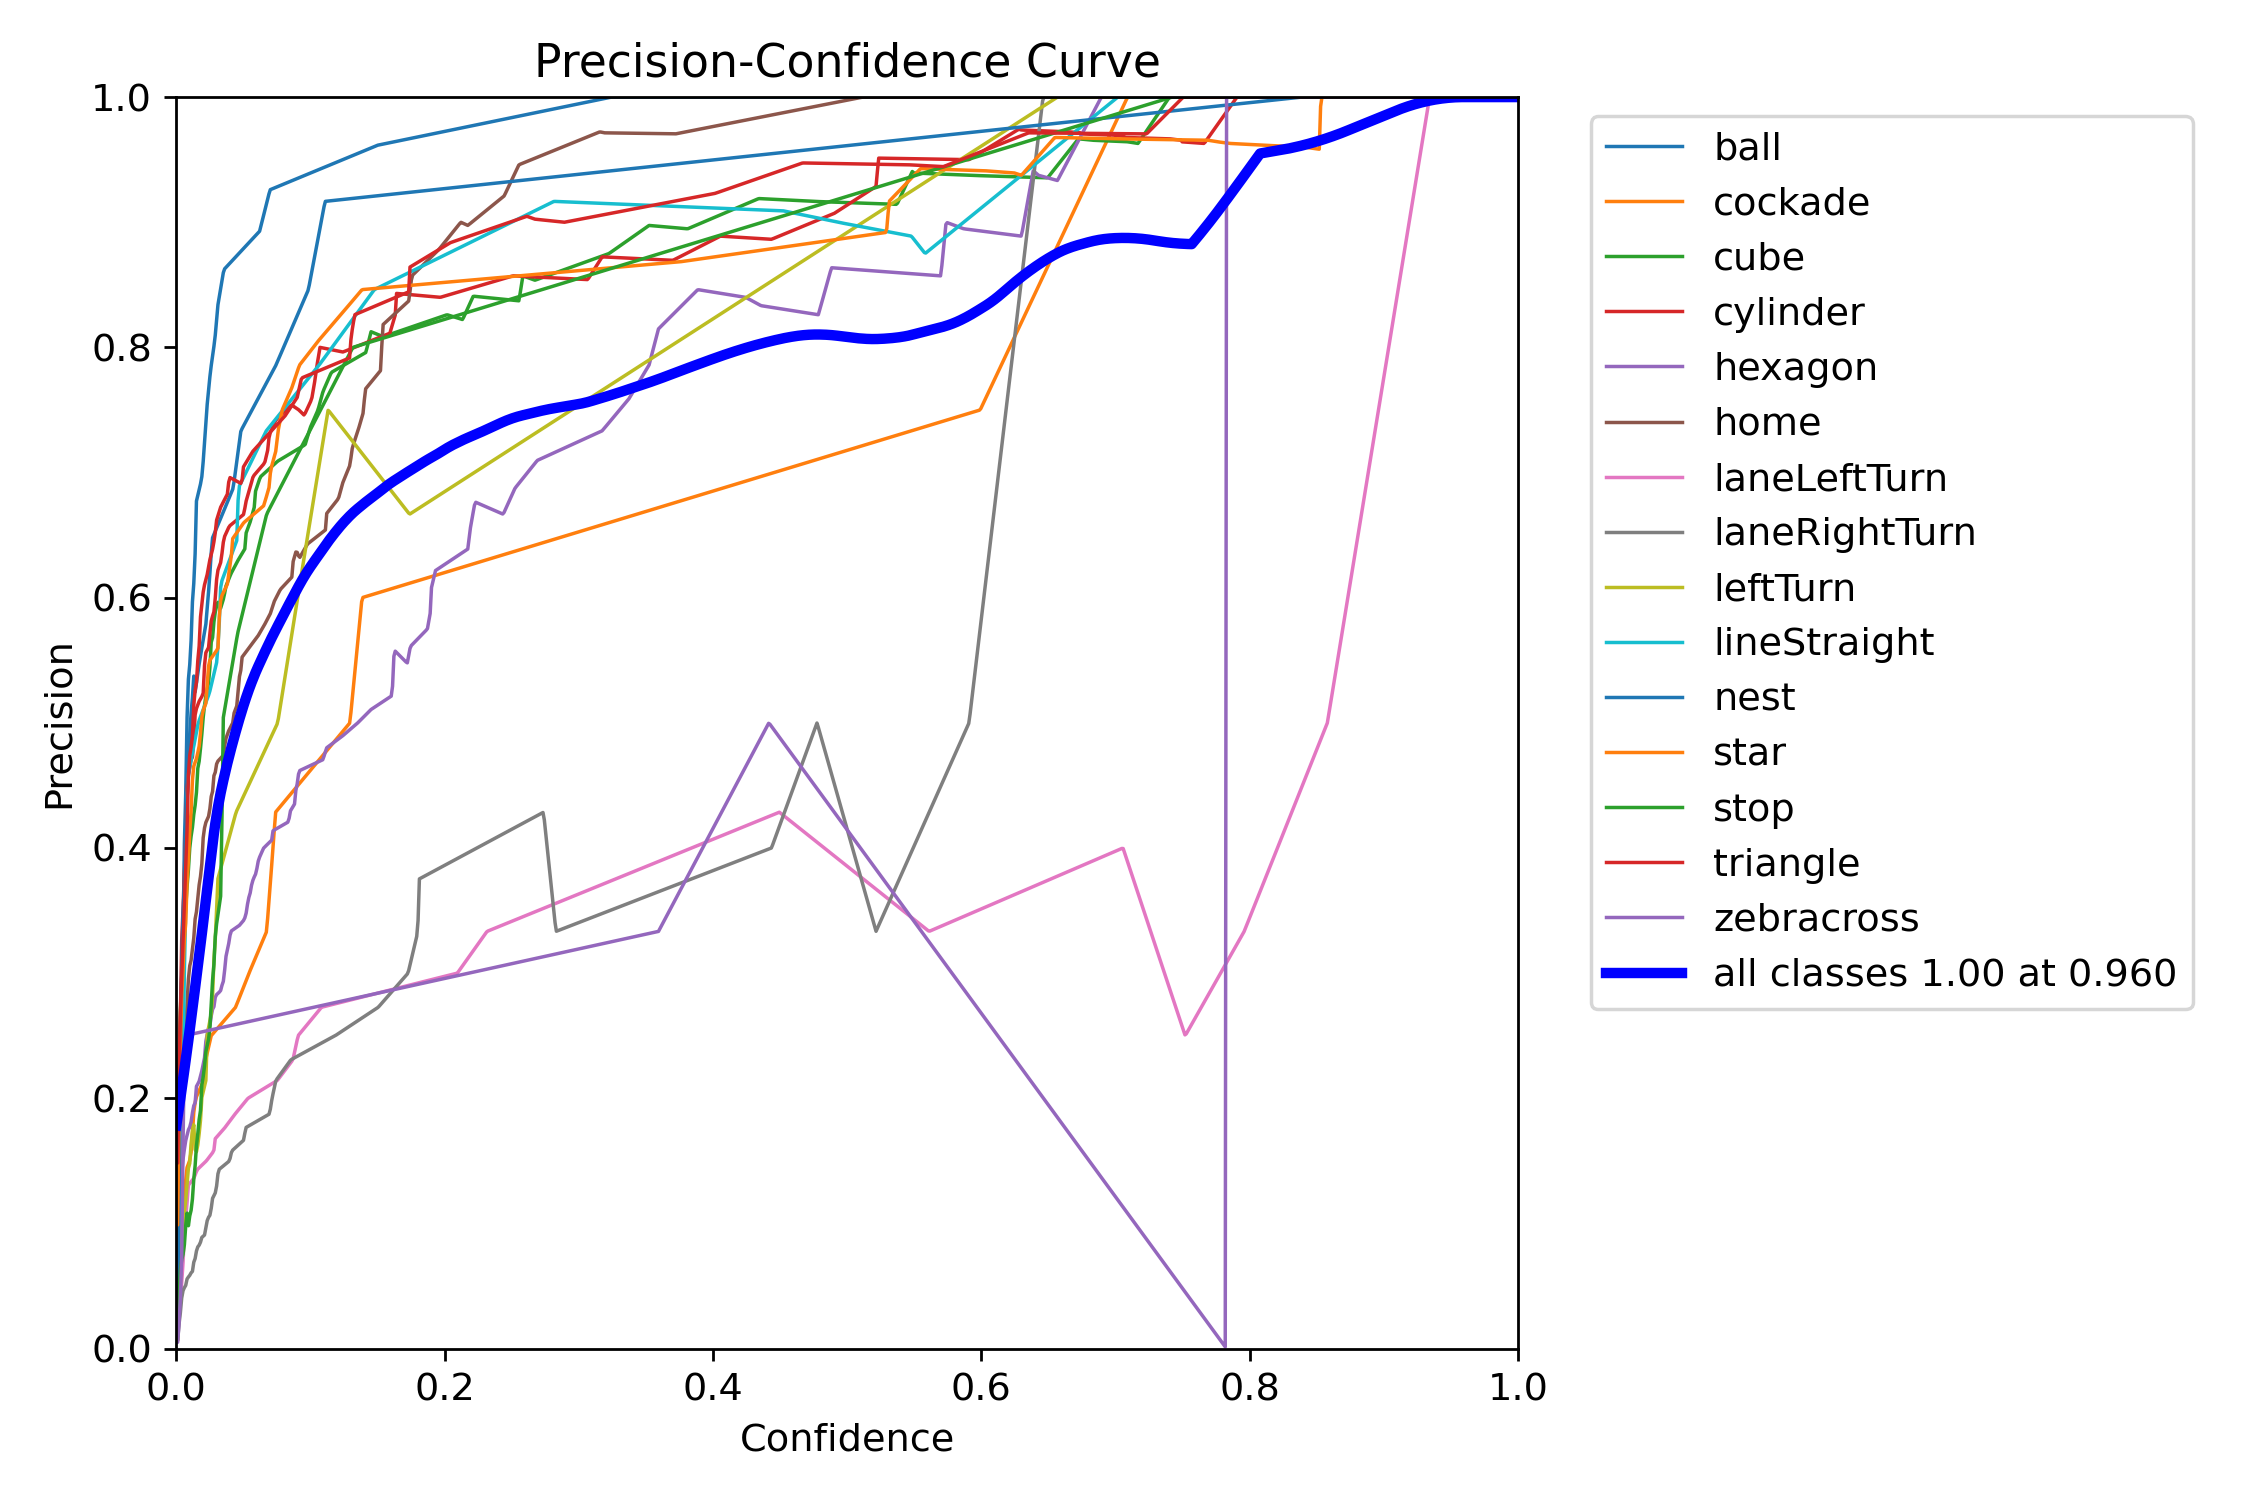 Precision-Confidence Curve
1.0
0.8
0.6
0.4
0.2
0.0
Precision
0.0 0.2 0.4 0.6 0.8 1.0
Confidence
ball
cockade
cube
cylinder
hexagon
home
laneLeftTurn
laneRightTurn
leftTurn
lineStraight
nest
star
stop
triangle
zebracross
all classes 1.00 at 0.960